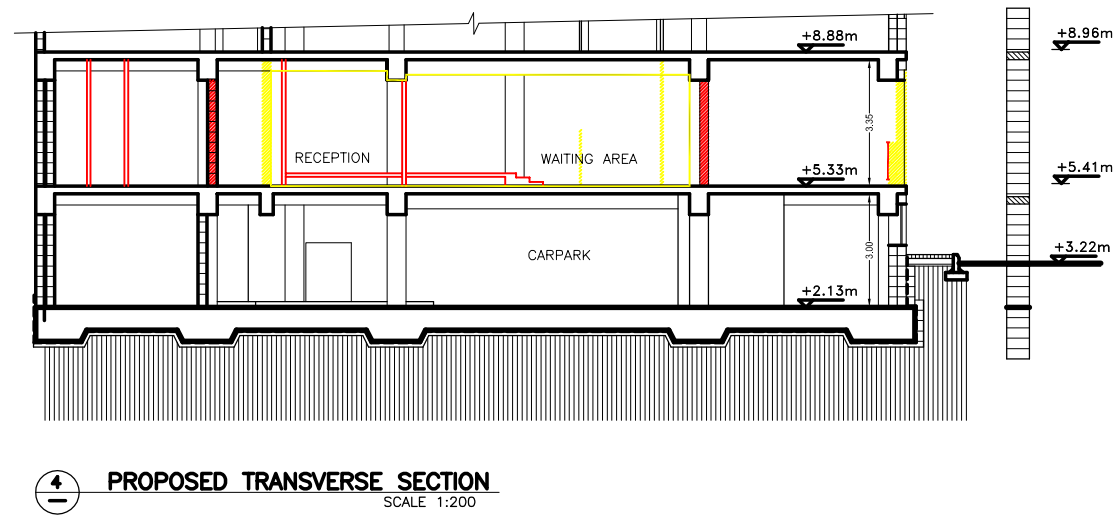 +8.88m
+8.96m
3.35
RECEPTION
WAITING AREA
+5.33m
+5.41m
CARPARK
3.00
+3.22m
+2.13m
4
PROPOSED TRANSVERSE SECTION
SCALE 1:200